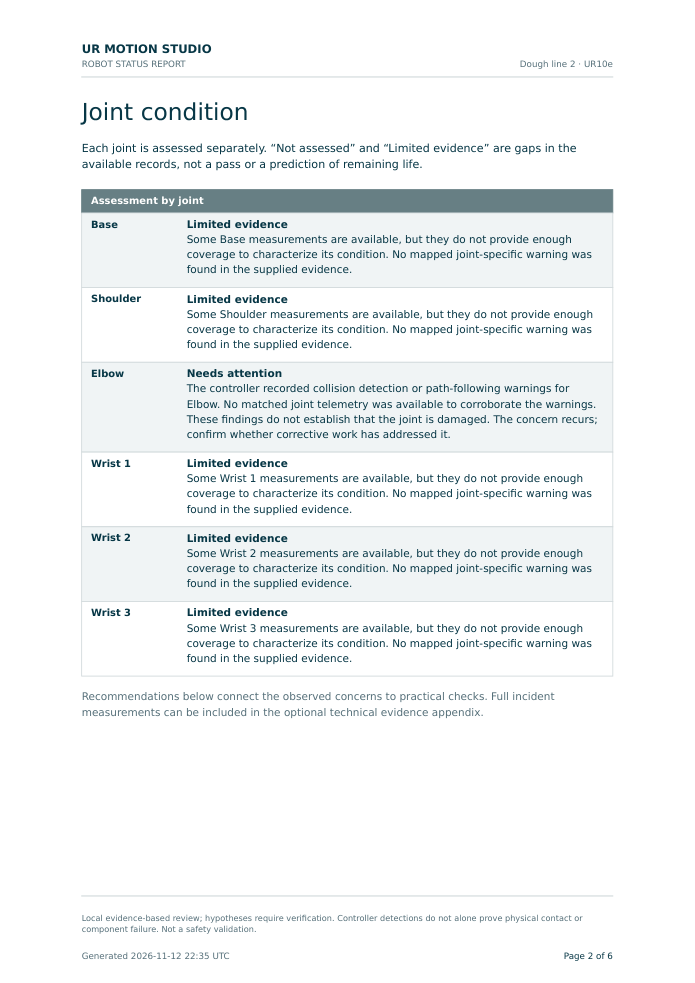 UR MOTION STUDIO
ROBOT STATUS REPORT
Dough line 2 · UR10e
Joint condition
Each joint is assessed separately. “Not assessed” and “Limited evidence” are gaps in the
available records, not a pass or a prediction of remaining life.
Assessment by joint
Base
Limited evidence
Some Base measurements are available, but they do not provide enough
coverage to characterize its condition. No mapped joint-specific warning was
found in the supplied evidence.
Shoulder
Limited evidence
Some Shoulder measurements are available, but they do not provide enough
coverage to characterize its condition. No mapped joint-specific warning was
found in the supplied evidence.
Elbow
Needs attention
The controller recorded collision detection or path-following warnings for
Elbow. No matched joint telemetry was available to corroborate the warnings.
These findings do not establish that the joint is damaged. The concern recurs;
confirm whether corrective work has addressed it.
Wrist 1
Limited evidence
Some Wrist 1 measurements are available, but they do not provide enough
coverage to characterize its condition. No mapped joint-specific warning was
found in the supplied evidence.
Wrist 2
Limited evidence
Some Wrist 2 measurements are available, but they do not provide enough
coverage to characterize its condition. No mapped joint-specific warning was
found in the supplied evidence.
Wrist 3
Limited evidence
Some Wrist 3 measurements are available, but they do not provide enough
coverage to characterize its condition. No mapped joint-specific warning was
found in the supplied evidence.
Recommendations below connect the observed concerns to practical checks. Full incident
measurements can be included in the optional technical evidence appendix.
Local evidence-based review; hypotheses require verification. Controller detections do not alone prove physical contact or
component failure. Not a safety validation.
Generated 2026-11-12 22:35 UTC
Page 2 of 6